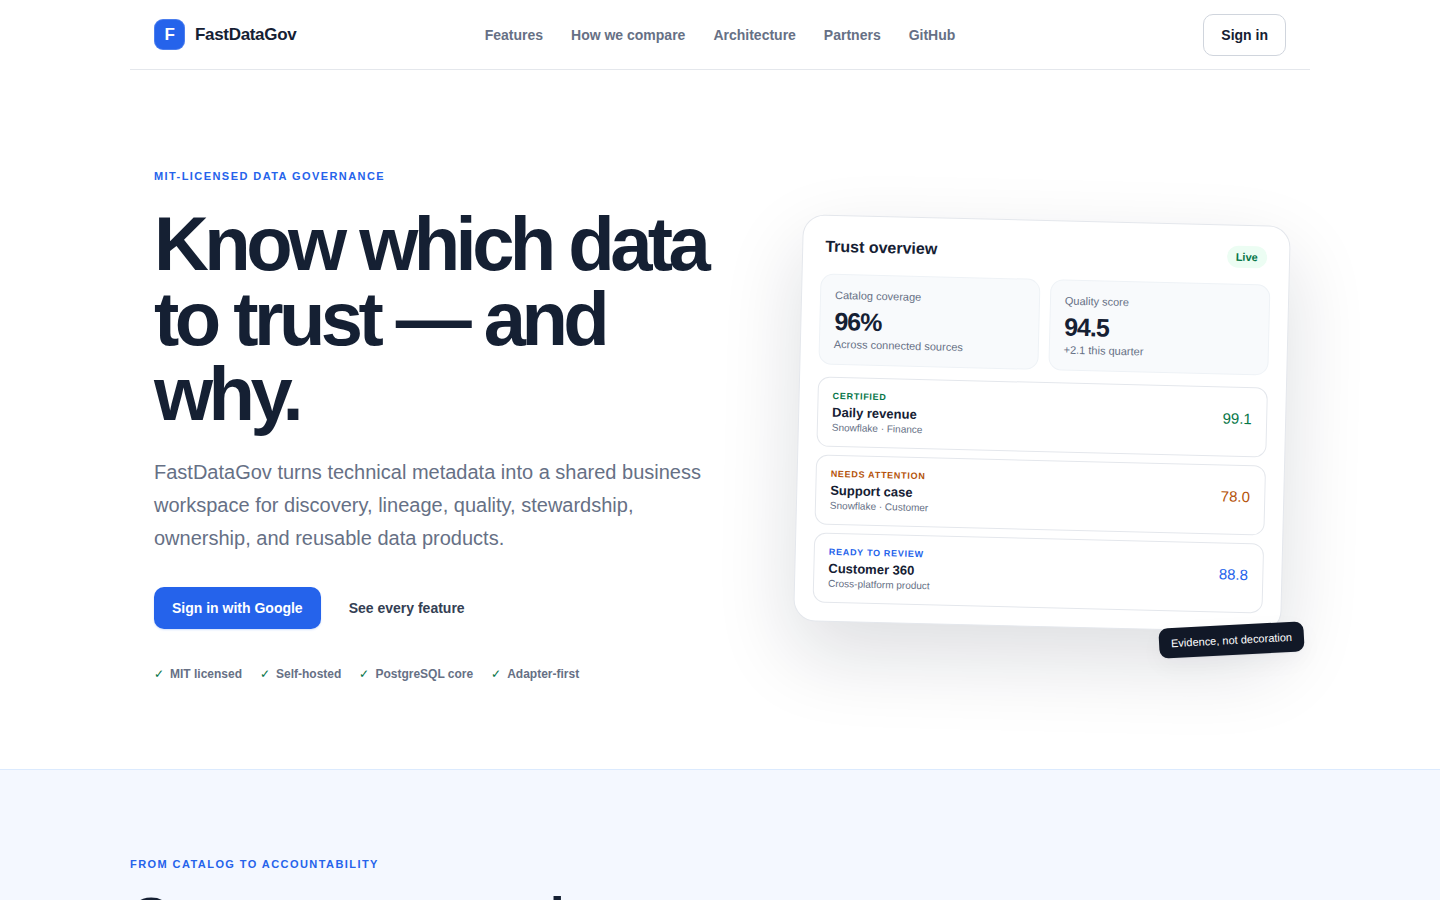 F FastDataGov
Features How we compare Architecture Partners GitHub
Sign in
MIT-LICENSED DATA GOVERNANCE
Know which data
to trust — and
why.
FastDataGov turns technical metadata into a shared business
workspace for discovery, lineage, quality, stewardship,
ownership, and reusable data products.
Sign in with Google
See every feature
✓ MIT licensed ✓ Self-hosted ✓ PostgreSQL core ✓ Adapter-first
Trust overview
Live
Catalog coverage
96%
Across connected sources
Quality score
94.5
+2.1 this quarter
CERTIFIED
Daily revenue
Snowflake · Finance
99.1
NEEDS ATTENTION
Support case
Snowflake · Customer
78.0
READY TO REVIEW
Customer 360
Cross-platform product
88.8
Evidence, not decoration
FROM CATALOG TO ACCOUNTABILITY